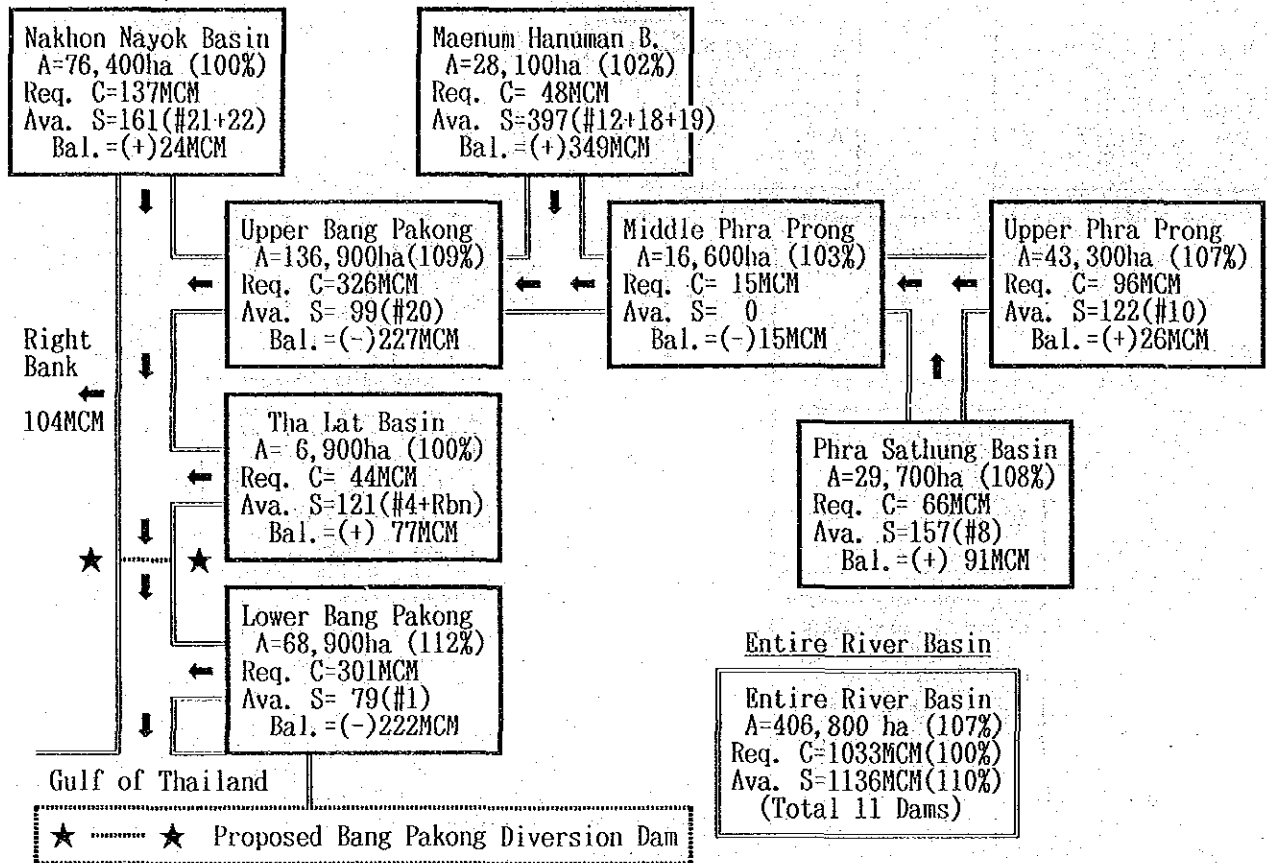 Nakhon Nayok Basin
A=76,400ha (100%)
Req. C=137MCM
Ava. S=161(#21+22)
Bal.=(+)24MCM
Maenum Hanuman B.
A=28,100ha (102%)
Req. C= 48MCM
Ava. S=397(#12+18+19)
Bal.=(+)349MCM
Upper Bang Pakong
A=136,900ha(109%)
Req. C=326MCM
Ava. S= 99(#20)
Bal.=(-)227MCM
Middle Phra Prong
A=16,600ha (103%)
Req. C= 15MCM
Ava. S= 0
Bal.=(-)15MCM
Upper Phra Prong
A=43,300ha (107%)
Req. C= 96MCM
Ava. S=122(#10)
Bal.=(+)26MCM
Right
Bank
104MCM
Tha Lat Basin
A= 6,900ha (100%)
Req. C= 44MCM
Ava. S=121(#4+Rbn)
Bal.=(+) 77MCM
Phra Sathung Basin
A=29,700ha (108%)
Req. C= 66MCM
Ava. S=157(#8)
Bal.=(+) 91MCM
Lower Bang Pakong
A=68,900ha (112%)
Req. C=301MCM
Ava. S= 79(#1)
Bal.=(-)222MCM
Entire River Basin
Entire River Basin
A=406,800 ha (107%)
Req. C=1033MCM(100%)
Ava. S=1136MCM(110%)
(Total 11 Dams)
Gulf of Thailand
★ ┈┈ ★ Proposed Bang Pakong Diversion Dam